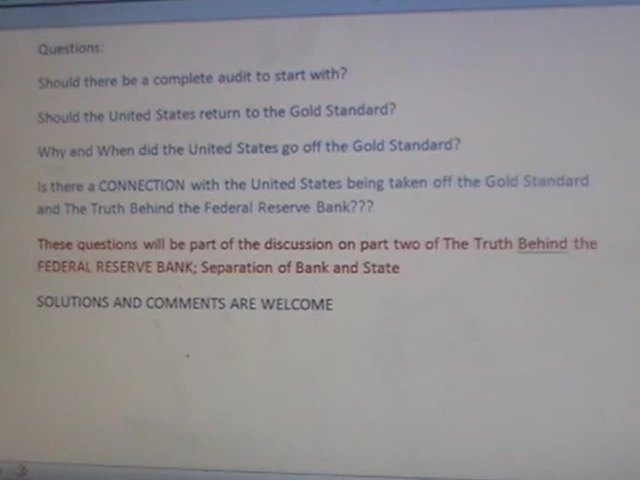 Questions:
Should there be a complete audit to start with?
Should the United States return to the Gold Standard?
Why and When did the United States go off the Gold Standard?
Is there a CONNECTION with the United States being taken off the Gold Standard
and The Truth Behind the Federal Reserve Bank???
These questions will be part of the discussion on part two of The Truth Behind the
FEDERAL RESERVE BANK; Separation of Bank and State
SOLUTIONS AND COMMENTS ARE WELCOME